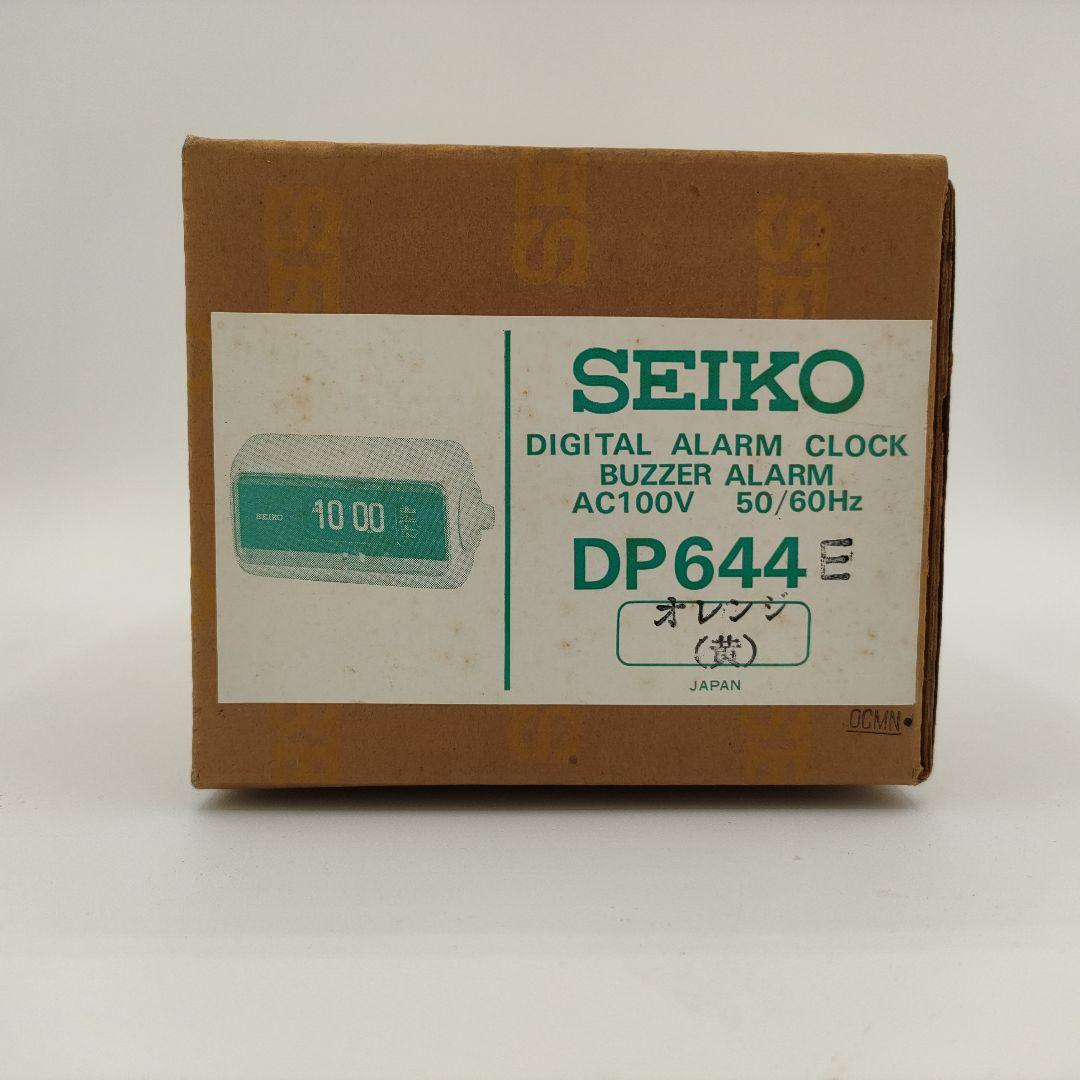 SEIKO
DIGITAL ALARM CLOCK
BUZZER ALARM
AC100V 50/60Hz
DP644E
オレンジ
(黄)
JAPAN
OCMN
SEIKO
10 00